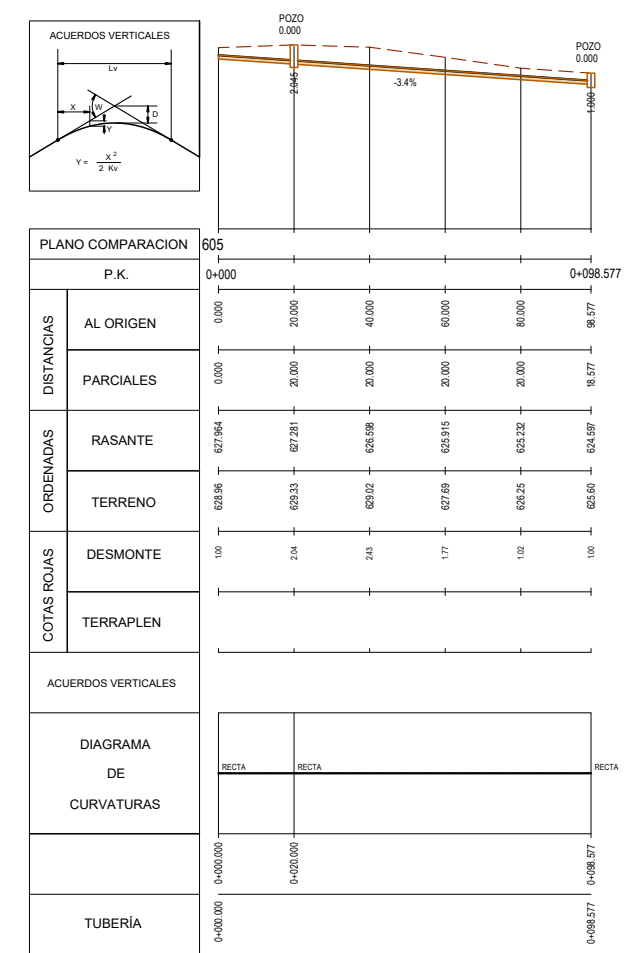 ACUERDOS VERTICALES
Lv
X
W
D
Y
Y = X 2
2 Kv
POZO
0.000
POZO
0.000
2.045
-3.4%
1.000
PLANO COMPARACION 605
P.K. 0+000 0+098.577
DISTANCIAS
AL ORIGEN 0.000 20.000 40.000 60.000 80.000 98.577
PARCIALES 0.000 20.000 20.000 20.000 20.000 18.577
ORDENADAS
RASANTE 627.964 627.281 626.598 625.915 625.232 624.597
TERRENO 628.96 629.33 629.02 627.69 626.25 625.60
COTAS ROJAS
DESMONTE 1.00 2.04 2.43 1.77 1.02 1.00
TERRAPLEN
ACUERDOS VERTICALES
DIAGRAMA
DE
CURVATURAS
RECTA RECTA RECTA
0+000.000 0+020.000 0+098.577
TUBERÍA 0+000.000 0+098.577